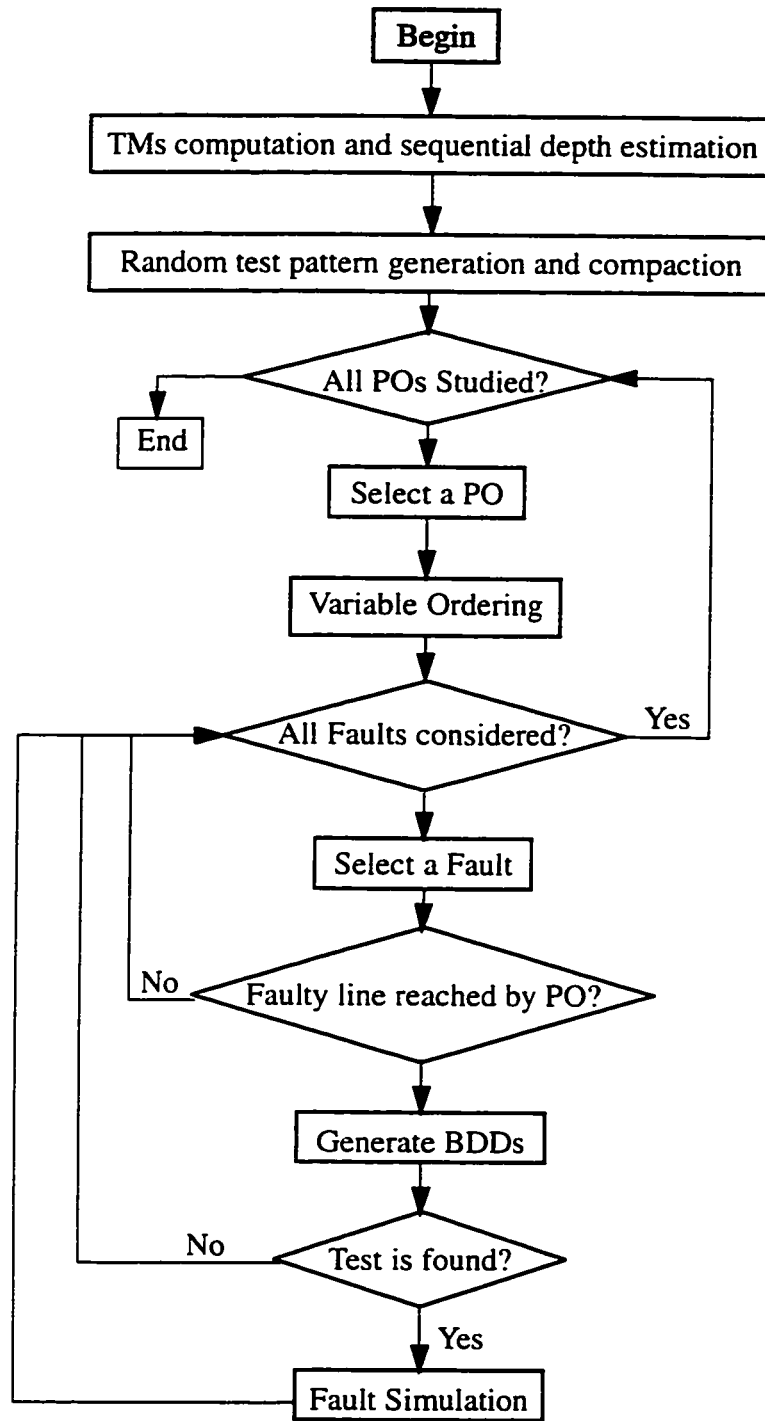 Begin
TMs computation and sequential depth estimation
Random test pattern generation and compaction
All POs Studied?
End
Select a PO
Variable Ordering
All Faults considered?
Yes
Select a Fault
Faulty line reached by PO?
No
Generate BDDs
Test is found?
No
Yes
Fault Simulation